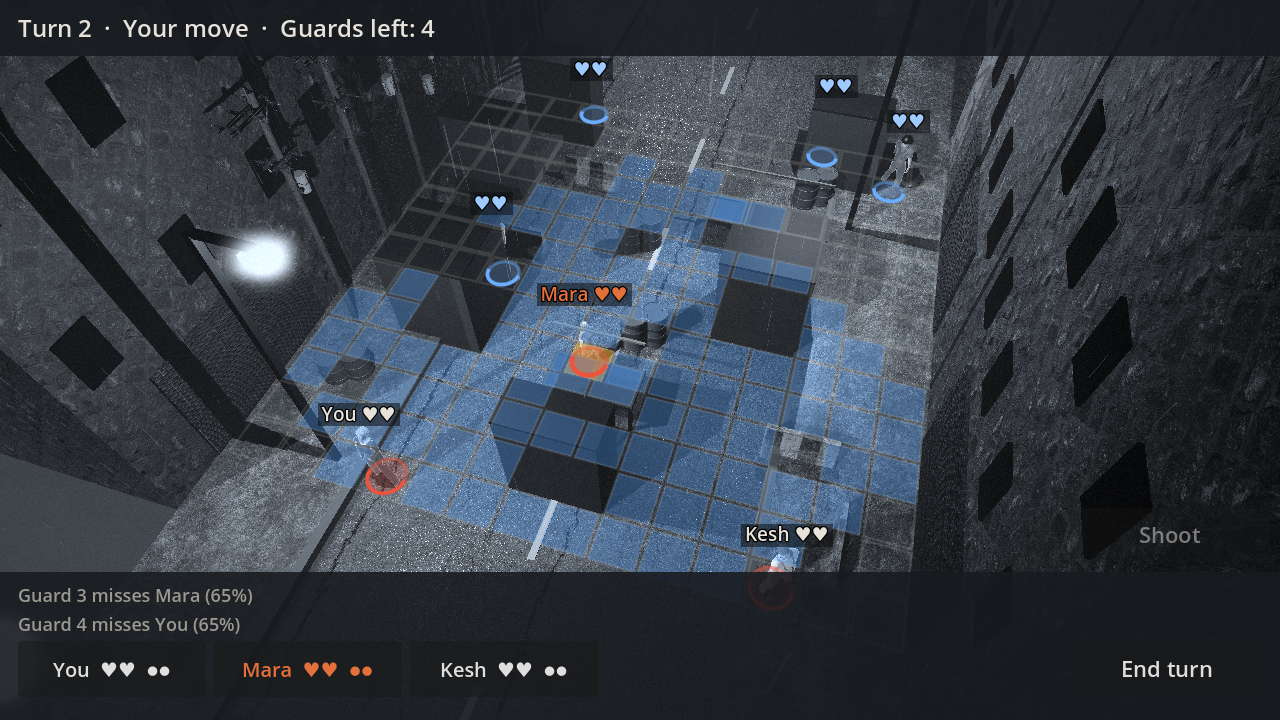 Turn 2 · Your move · Guards left: 4
♥♥
♥♥
♥♥
♥♥
Mara ♥♥
You ♥♥
Kesh ♥♥
Shoot
Guard 3 misses Mara (65%)
Guard 4 misses You (65%)
You ♥♥ ●●
Mara ♥♥ ●●
Kesh ♥♥ ●●
End turn